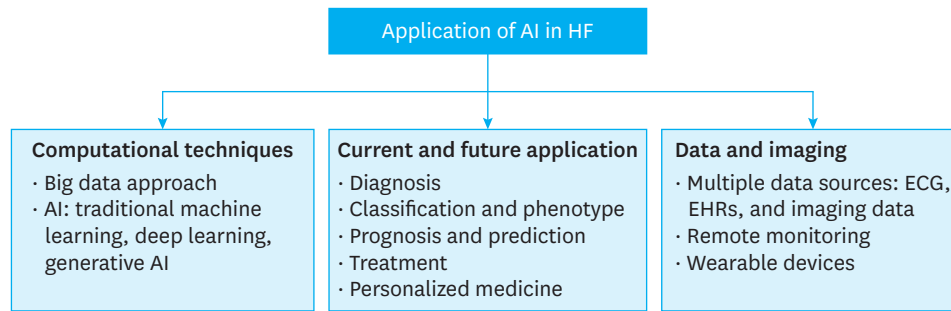 Application of AI in HF
Computational techniques
· Big data approach
· AI: traditional machine
learning, deep learning,
generative AI
Current and future application
· Diagnosis
· Classification and phenotype
· Prognosis and prediction
· Treatment
· Personalized medicine
Data and imaging
· Multiple data sources: ECG,
EHRs, and imaging data
· Remote monitoring
· Wearable devices